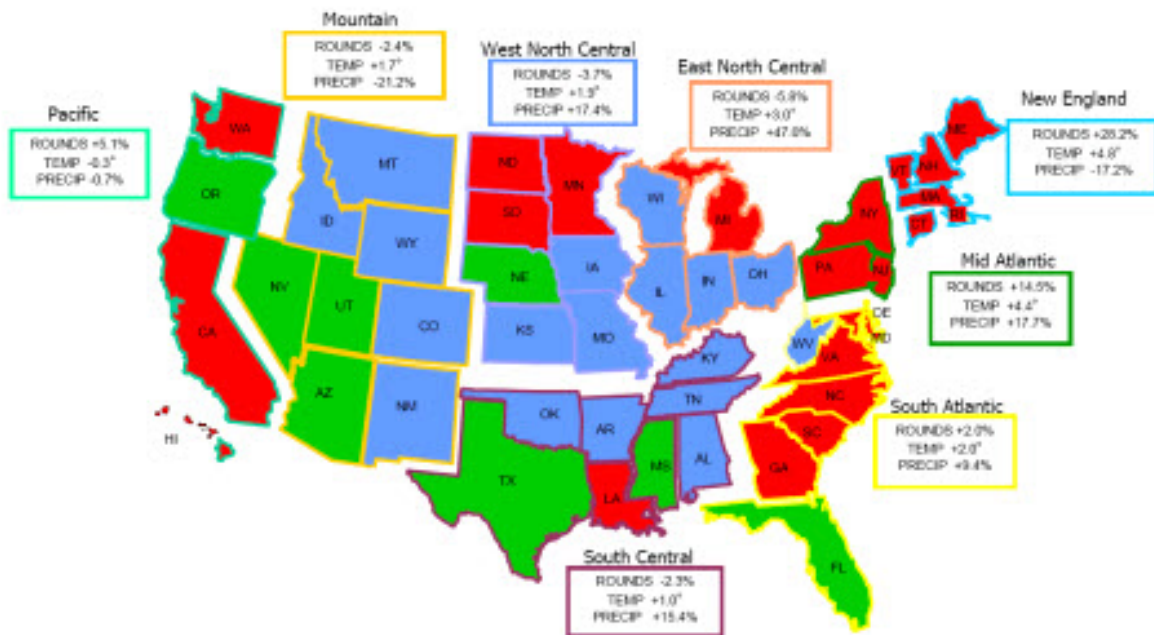 Mountain
ROUNDS -2.4%
TEMP +1.7°
PRECIP -21.2%
West North Central
ROUNDS -3.7%
TEMP +1.9°
PRECIP +17.4%
East North Central
ROUNDS -5.8%
TEMP +3.0°
PRECIP +47.8%
Pacific
ROUNDS +5.1%
TEMP -0.3°
PRECIP -0.7%
New England
ROUNDS +28.2%
TEMP +4.8°
PRECIP -17.2%
Mid Atlantic
ROUNDS +14.5%
TEMP +4.4°
PRECIP +17.7%
South Atlantic
ROUNDS +2.0%
TEMP +2.0°
PRECIP +9.4%
South Central
ROUNDS -2.3%
TEMP +1.0°
PRECIP +15.4%
WA
OR
CA
HI
MT
ID
WY
NV
UT
CO
AZ
NM
ND
SD
MN
NE
IA
KS
MO
WI
MI
IL
IN
OH
ME
VT
NH
MA
CT
RI
NY
PA
NJ
DE
MD
WV
VA
NC
SC
GA
FL
KY
TN
OK
AR
TX
LA
MS
AL